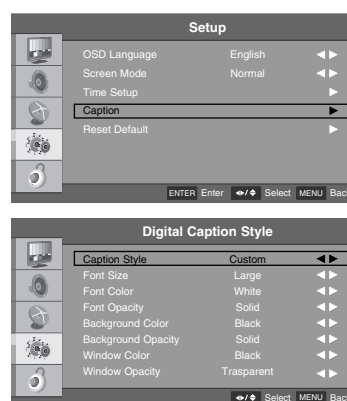 Setup
OSD Language English
Screen Mode Normal
Time Setup
Caption
Reset Default
ENTER Enter / Select MENU Bac
Digital Caption Style
Caption Style Custom
Font Size Large
Font Color White
Font Opacity Solid
Background Color Black
Background Opacity Solid
Window Color Black
Window Opacity Trasparent
/ Select MENU Bac